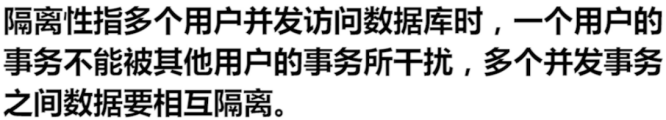 隔离性指多个用户并发访问数据库时，一个用户的
事务不能被其他用户的事务所干扰，多个并发事务
之间数据要相互隔离。